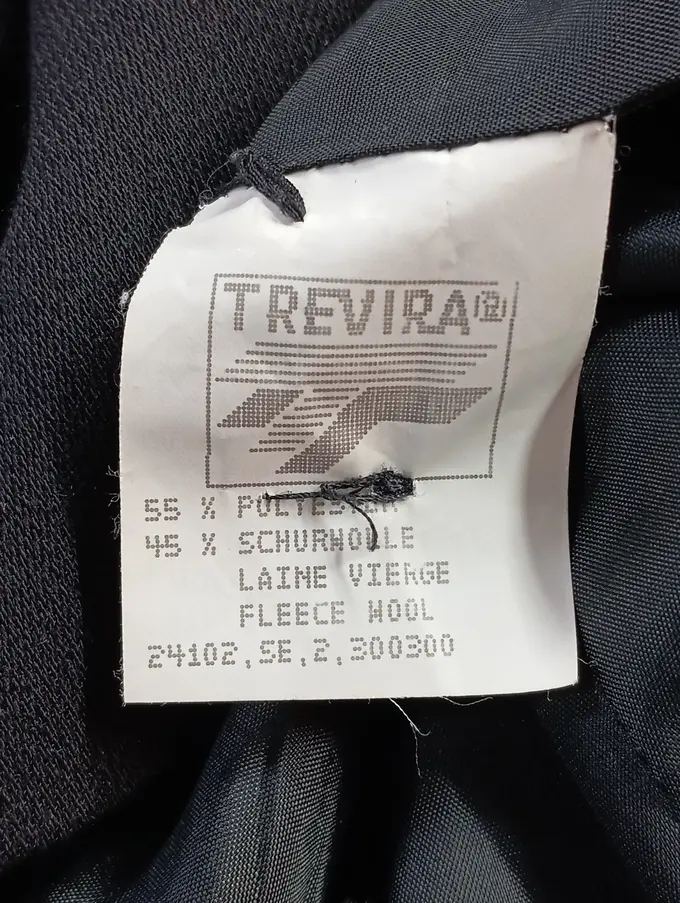 TREVIRA®
55 % POLYESTER
45 % SCHURWOLLE
LAINE VIERGE
FLEECE WOOL
24102,SE,2,300300